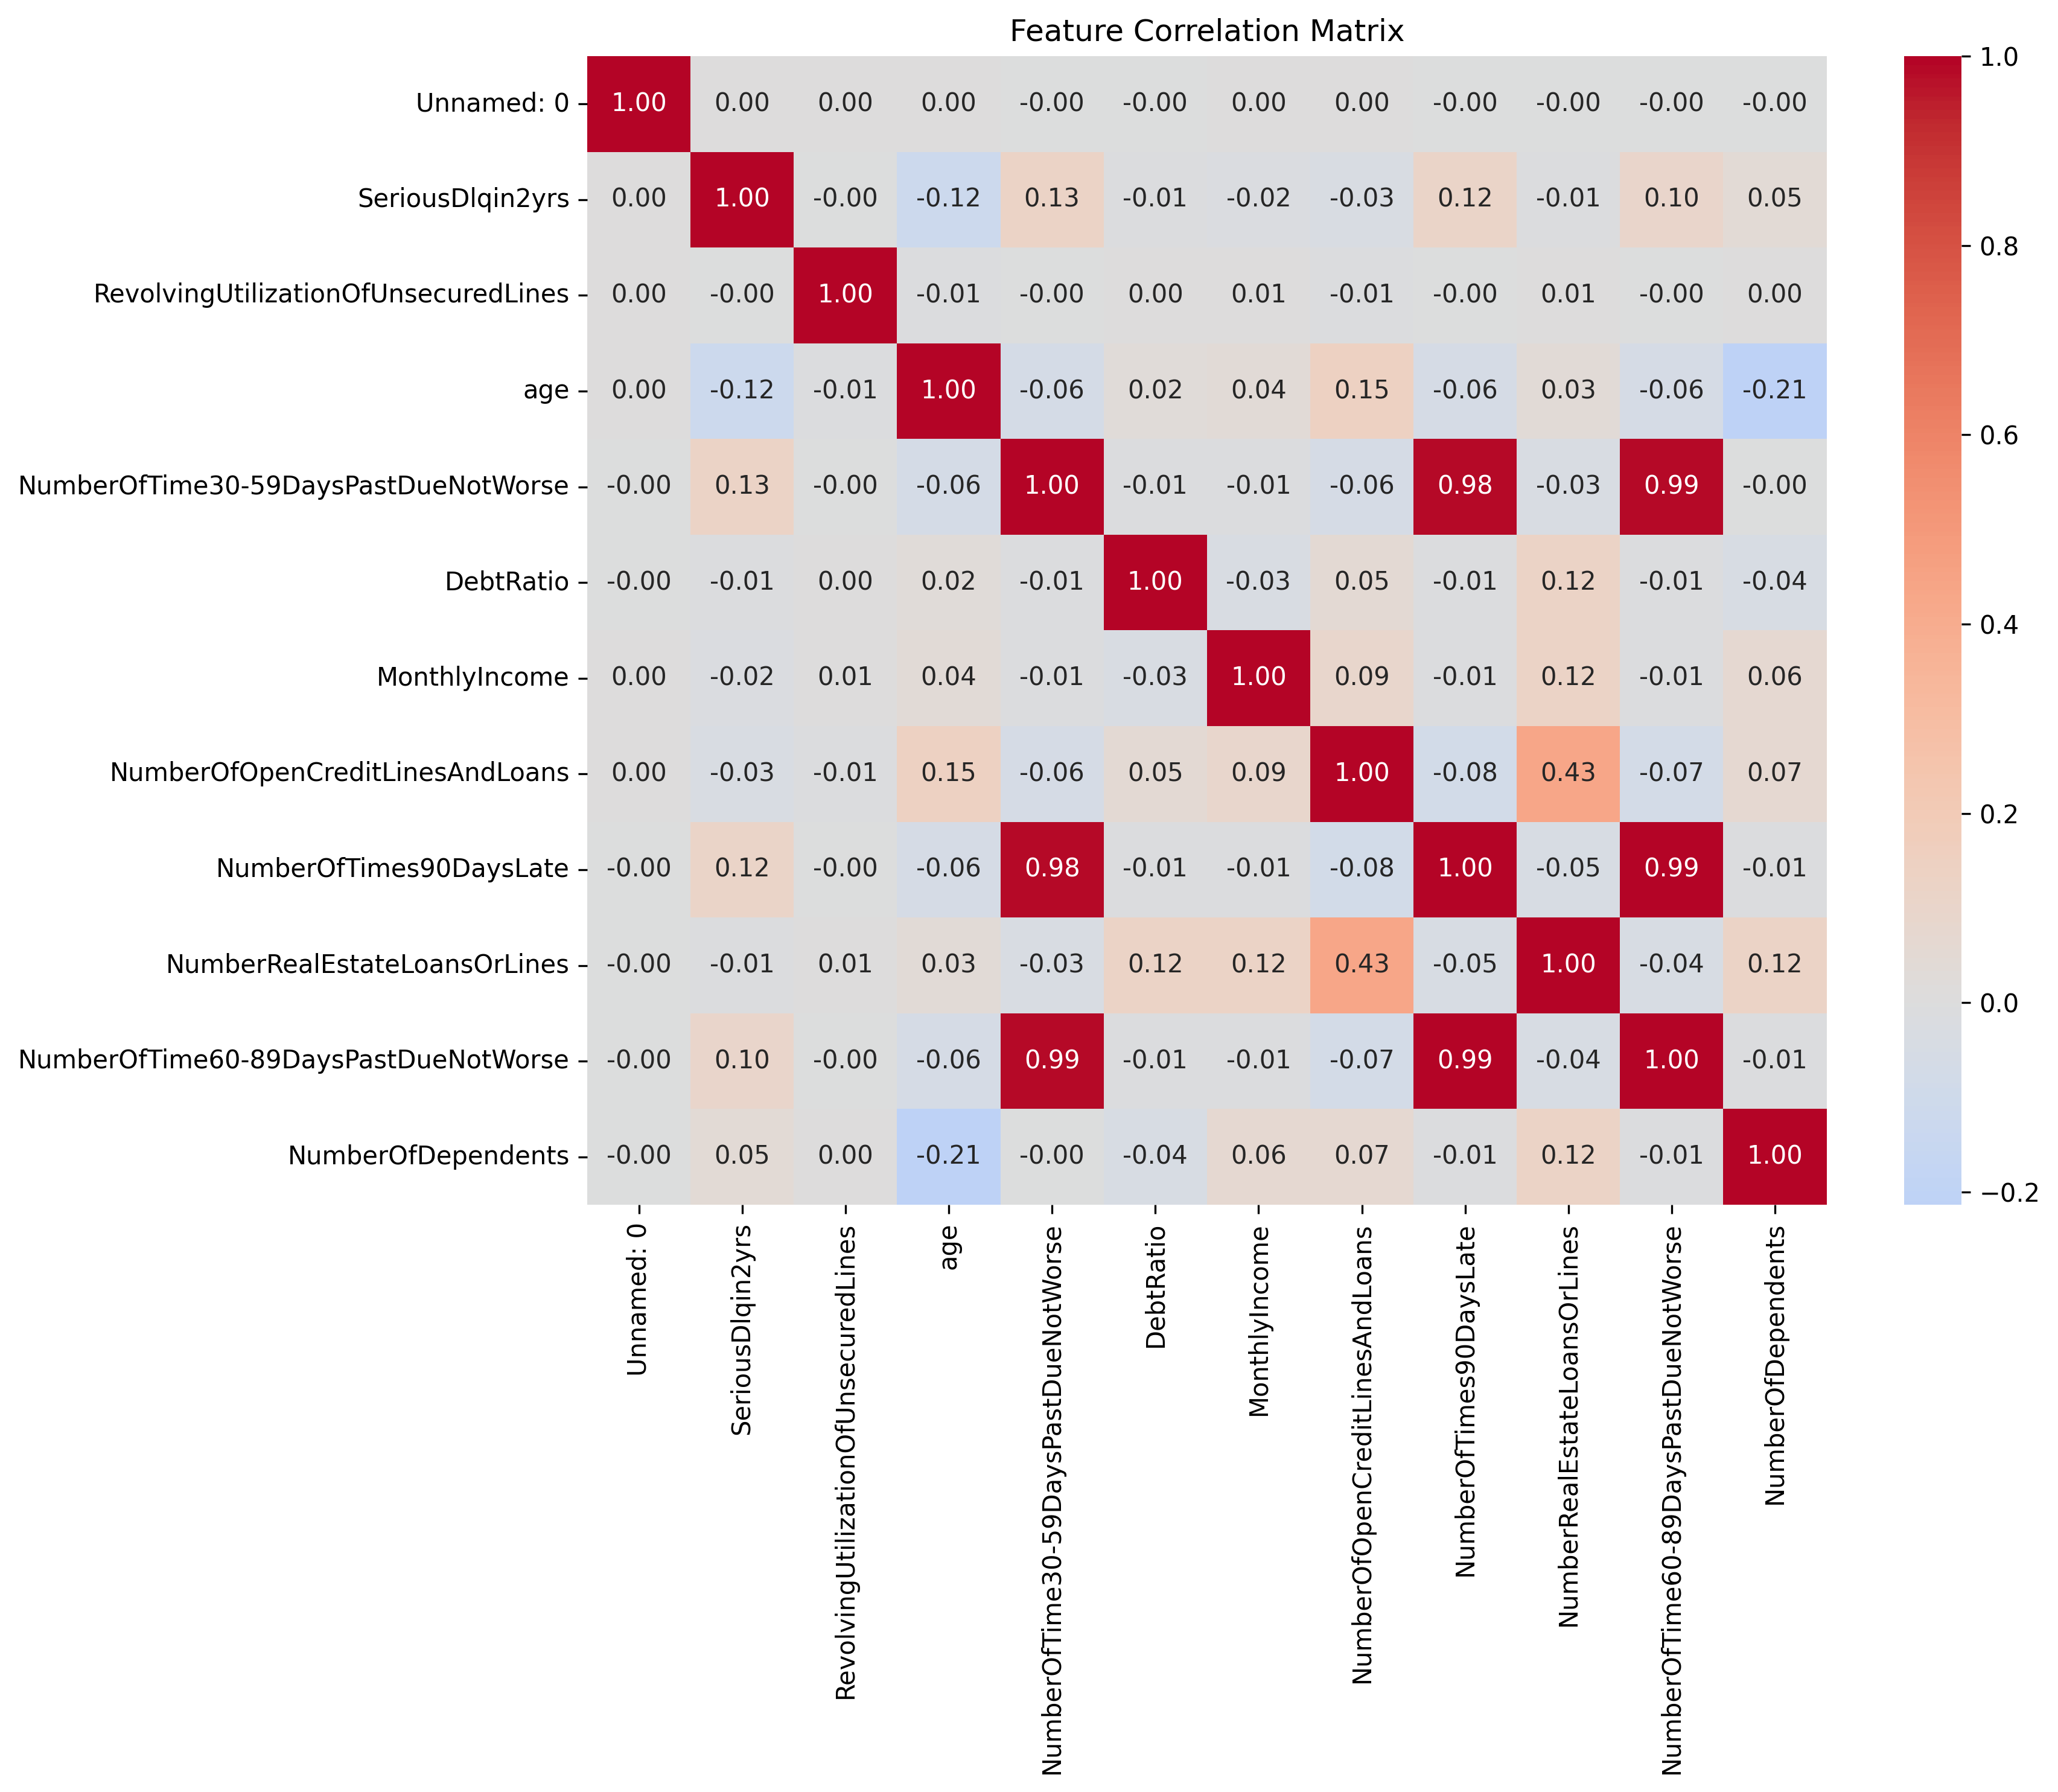 Feature Correlation Matrix
Unnamed: 0 1.00 0.00 0.00 0.00 -0.00 -0.00 0.00 0.00 -0.00 -0.00 -0.00 -0.00
SeriousDlqin2yrs 0.00 1.00 -0.00 -0.12 0.13 -0.01 -0.02 -0.03 0.12 -0.01 0.10 0.05
RevolvingUtilizationOfUnsecuredLines 0.00 -0.00 1.00 -0.01 -0.00 0.00 0.01 -0.01 -0.00 0.01 -0.00 0.00
age 0.00 -0.12 -0.01 1.00 -0.06 0.02 0.04 0.15 -0.06 0.03 -0.06 -0.21
NumberOfTime30-59DaysPastDueNotWorse -0.00 0.13 -0.00 -0.06 1.00 -0.01 -0.01 -0.06 0.98 -0.03 0.99 -0.00
DebtRatio -0.00 -0.01 0.00 0.02 -0.01 1.00 -0.03 0.05 -0.01 0.12 -0.01 -0.04
MonthlyIncome 0.00 -0.02 0.01 0.04 -0.01 -0.03 1.00 0.09 -0.01 0.12 -0.01 0.06
NumberOfOpenCreditLinesAndLoans 0.00 -0.03 -0.01 0.15 -0.06 0.05 0.09 1.00 -0.08 0.43 -0.07 0.07
NumberOfTimes90DaysLate -0.00 0.12 -0.00 -0.06 0.98 -0.01 -0.01 -0.08 1.00 -0.05 0.99 -0.01
NumberRealEstateLoansOrLines -0.00 -0.01 0.01 0.03 -0.03 0.12 0.12 0.43 -0.05 1.00 -0.04 0.12
NumberOfTime60-89DaysPastDueNotWorse -0.00 0.10 -0.00 -0.06 0.99 -0.01 -0.01 -0.07 0.99 -0.04 1.00 -0.01
NumberOfDependents -0.00 0.05 0.00 -0.21 -0.00 -0.04 0.06 0.07 -0.01 0.12 -0.01 1.00
Unnamed: 0
SeriousDlqin2yrs
RevolvingUtilizationOfUnsecuredLines
age
NumberOfTime30-59DaysPastDueNotWorse
DebtRatio
MonthlyIncome
NumberOfOpenCreditLinesAndLoans
NumberOfTimes90DaysLate
NumberRealEstateLoansOrLines
NumberOfTime60-89DaysPastDueNotWorse
NumberOfDependents
1.0
0.8
0.6
0.4
0.2
0.0
−0.2